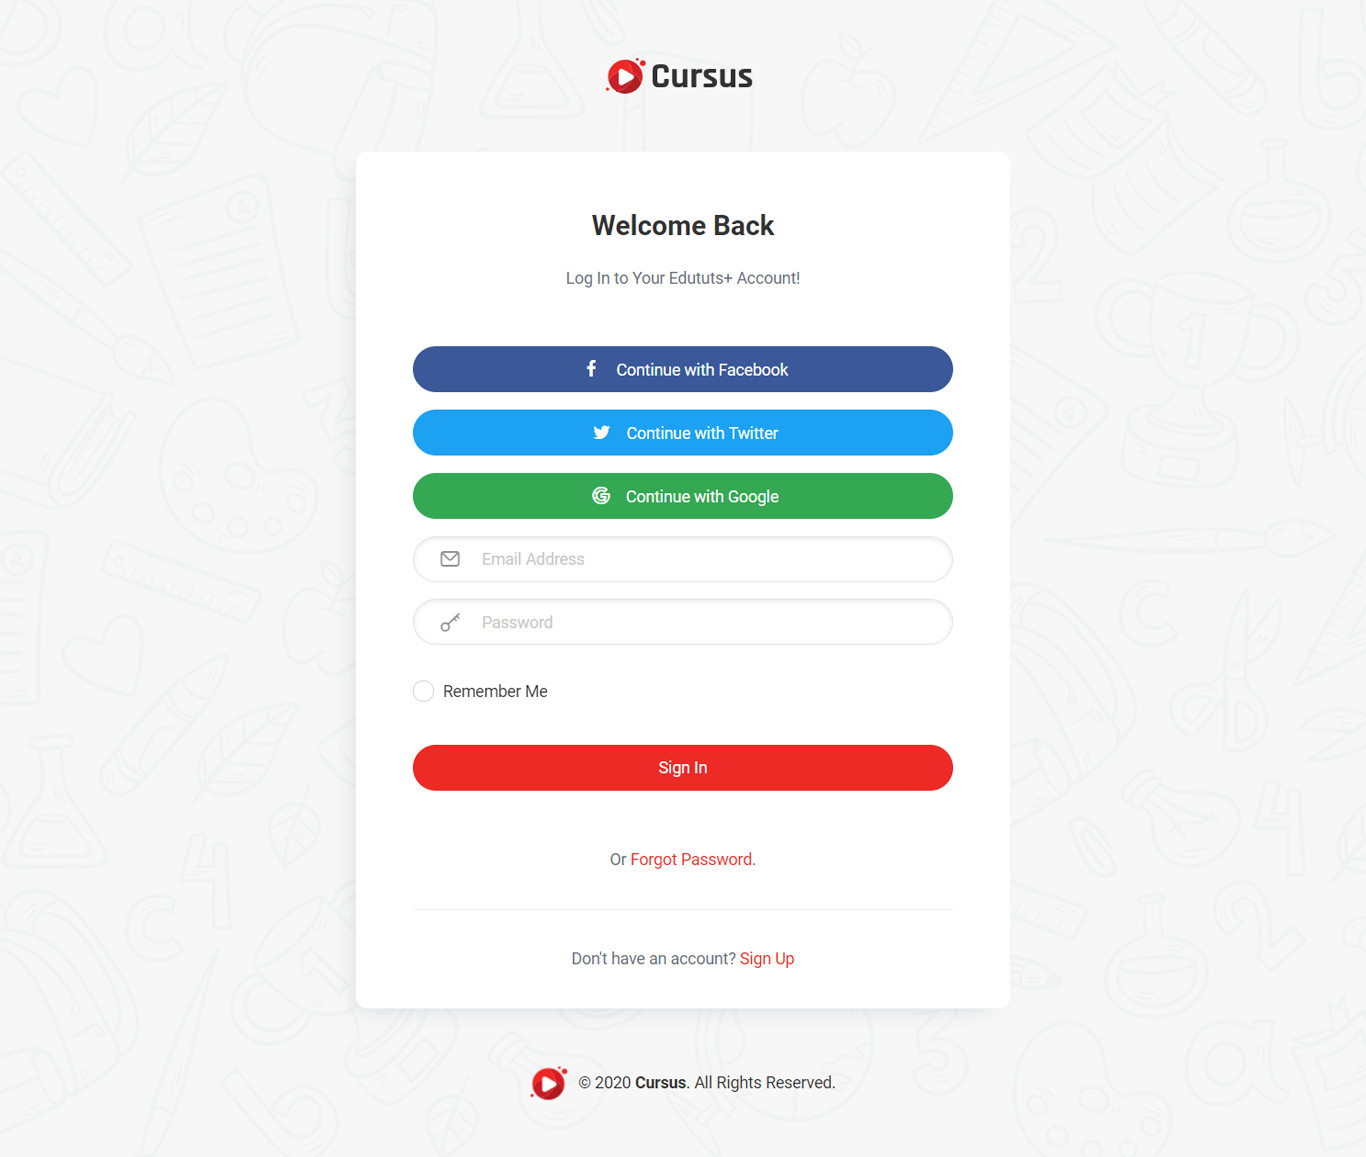 Cursus
Welcome Back
Log In to Your Edututs+ Account!
Continue with Facebook
Continue with Twitter
Continue with Google
Email Address
Password
Remember Me
Sign In
Or Forgot Password.
Don't have an account? Sign Up
© 2020 Cursus. All Rights Reserved.